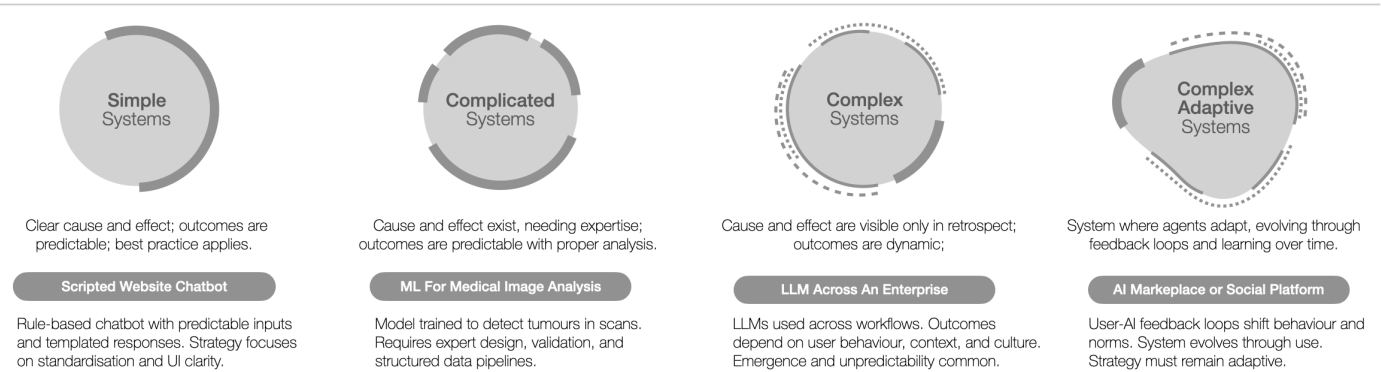 Simple
Systems
Clear cause and effect; outcomes are
predictable; best practice applies.
Scripted Website Chatbot
Rule-based chatbot with predictable inputs
and templated responses. Strategy focuses
on standardisation and UI clarity.
Complicated
Systems
Cause and effect exist, needing expertise;
outcomes are predictable with proper analysis.
ML For Medical Image Analysis
Model trained to detect tumours in scans.
Requires expert design, validation, and
structured data pipelines.
Complex
Systems
Cause and effect are visible only in retrospect;
outcomes are dynamic;
LLM Across An Enterprise
LLMs used across workflows. Outcomes
depend on user behaviour, context, and culture.
Emergence and unpredictability common.
Complex
Adaptive
Systems
System where agents adapt, evolving through
feedback loops and learning over time.
AI Markeplace or Social Platform
User-AI feedback loops shift behaviour and
norms. System evolves through use.
Strategy must remain adaptive.